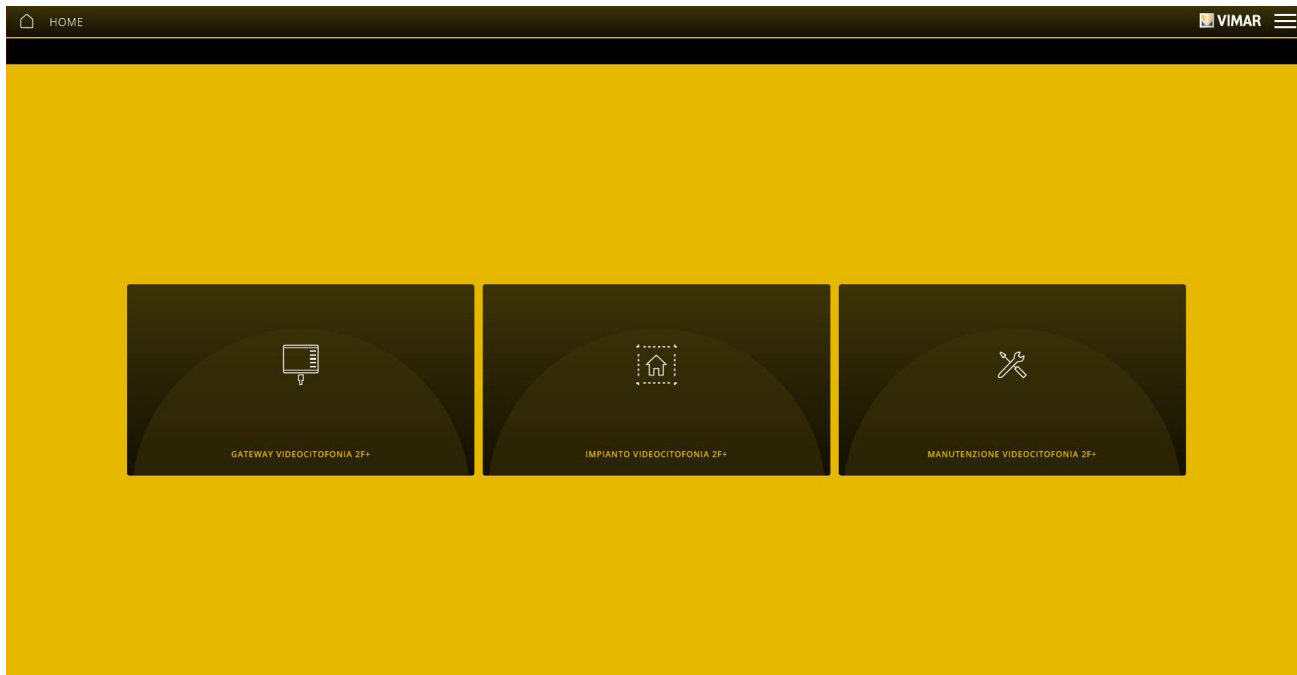 HOME
VIMAR
GATEWAY VIDEOCITOFONIA 2F+
IMPIANTO VIDEOCITOFONIA 2F+
MANUTENZIONE VIDEOCITOFONIA 2F+